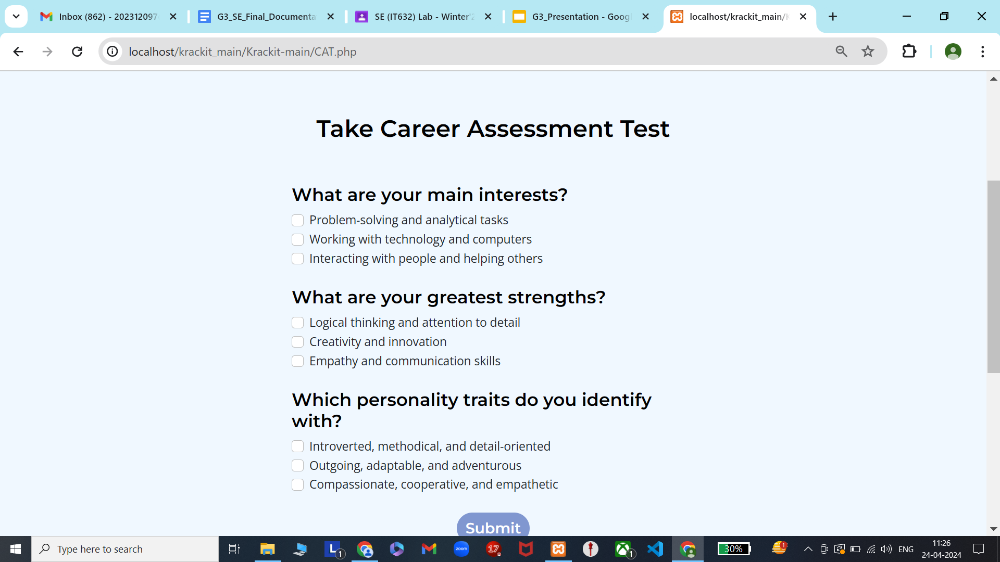 Inbox (862) - 20231209
G3_SE_Final_Documenta
SE (IT632) Lab - Winter'2
G3_Presentation - Goog
localhost/krackit_main/
localhost/krackit_main/Krackit-main/CAT.php
Take Career Assessment Test
What are your main interests?
Problem-solving and analytical tasks
Working with technology and computers
Interacting with people and helping others
What are your greatest strengths?
Logical thinking and attention to detail
Creativity and innovation
Empathy and communication skills
Which personality traits do you identify
with?
Introverted, methodical, and detail-oriented
Outgoing, adaptable, and adventurous
Compassionate, cooperative, and empathetic
Submit
Type here to search
L
1
zoom
17
1
30%
1
ENG
11:26
24-04-2024